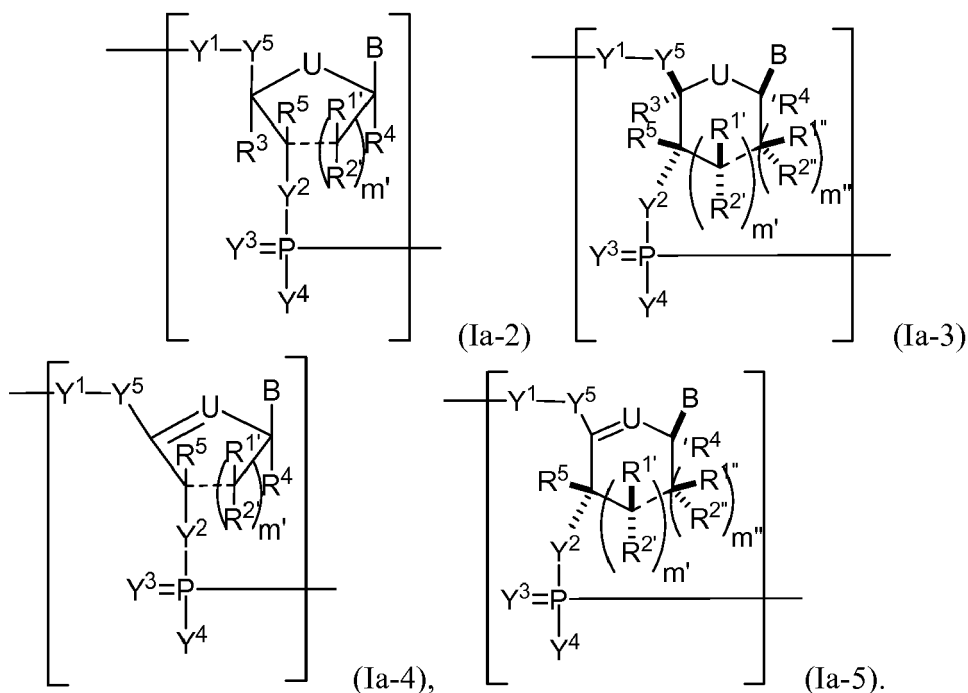 Y¹ Y⁵ U B
R⁵ R¹'
R³ R⁴
R²' m'
Y²
Y³=P
Y⁴
(Ia-2)
Y¹ Y⁵ U B
R³ 'R⁴
R⁵ R¹' R¹"
R²"
Y² R²' m' m"
Y³=P
Y⁴
(Ia-3)
Y¹ Y⁵ U B
R⁵ R¹'
R⁴
R²' m'
Y²
Y³=P
Y⁴
(Ia-4),
Y¹ Y⁵ U B
'R⁴
R⁵ R¹' R¹"
R²"
Y² R²' m' m"
Y³=P
Y⁴
(Ia-5).